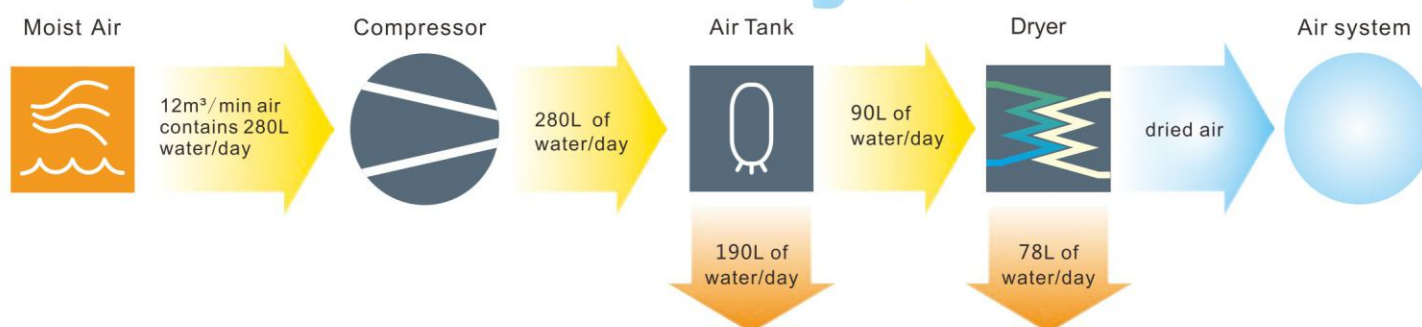 Moist Air
Compressor
Air Tank
Dryer
Air system
12m³/min air
contains 280L
water/day
280L of
water/day
90L of
water/day
dried air
190L of
water/day
78L of
water/day